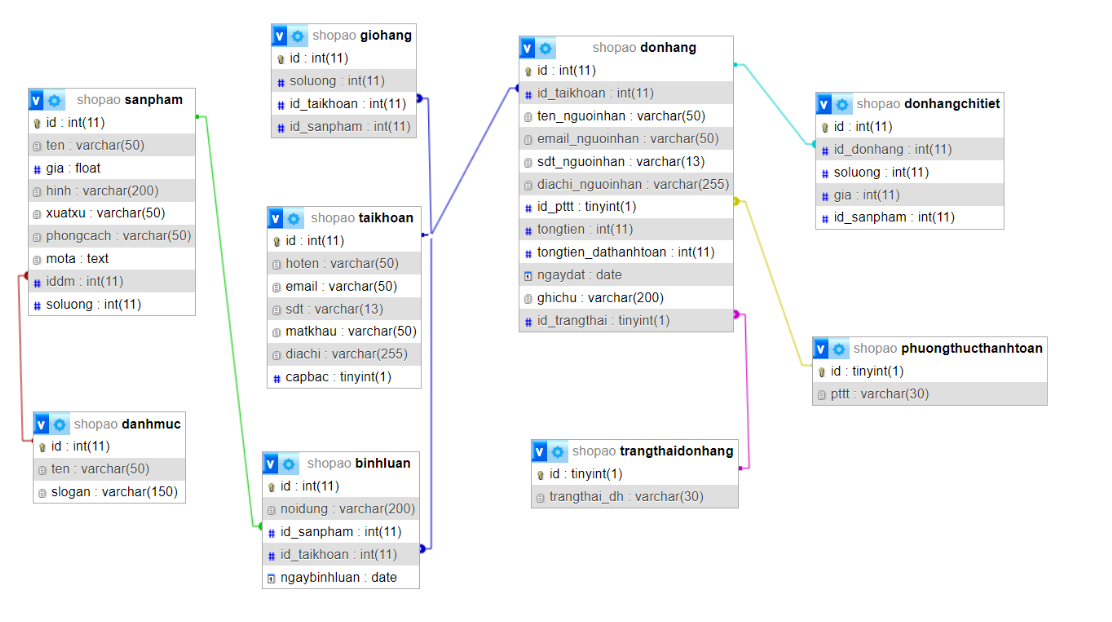 shopao giohang
id : int(11)
soluong : int(11)
id_taikhoan : int(11)
id_sanpham : int(11)
shopao donhang
id : int(11)
id_taikhoan : int(11)
ten_nguoinhan : varchar(50)
email_nguoinhan : varchar(50)
sdt_nguoinhan : varchar(13)
diachi_nguoinhan : varchar(255)
id_pttt : tinyint(1)
tongtien : int(11)
tongtien_dathanhtoan : int(11)
ngaydat : date
ghichu : varchar(200)
id_trangthai : tinyint(1)
shopao sanpham
id : int(11)
ten : varchar(50)
gia : float
hinh : varchar(200)
xuatxu : varchar(50)
phongcach : varchar(50)
mota : text
iddm : int(11)
soluong : int(11)
shopao donhangchitiet
id : int(11)
id_donhang : int(11)
soluong : int(11)
gia : int(11)
id_sanpham : int(11)
shopao taikhoan
id : int(11)
hoten : varchar(50)
email : varchar(50)
sdt : varchar(13)
matkhau : varchar(50)
diachi : varchar(255)
capbac : tinyint(1)
shopao phuongthucthanhtoan
id : tinyint(1)
pttt : varchar(30)
shopao danhmuc
id : int(11)
ten : varchar(50)
slogan : varchar(150)
shopao binhluan
id : int(11)
noidung : varchar(200)
id_sanpham : int(11)
id_taikhoan : int(11)
ngaybinhluan : date
shopao trangthaidonhang
id : tinyint(1)
trangthai_dh : varchar(30)